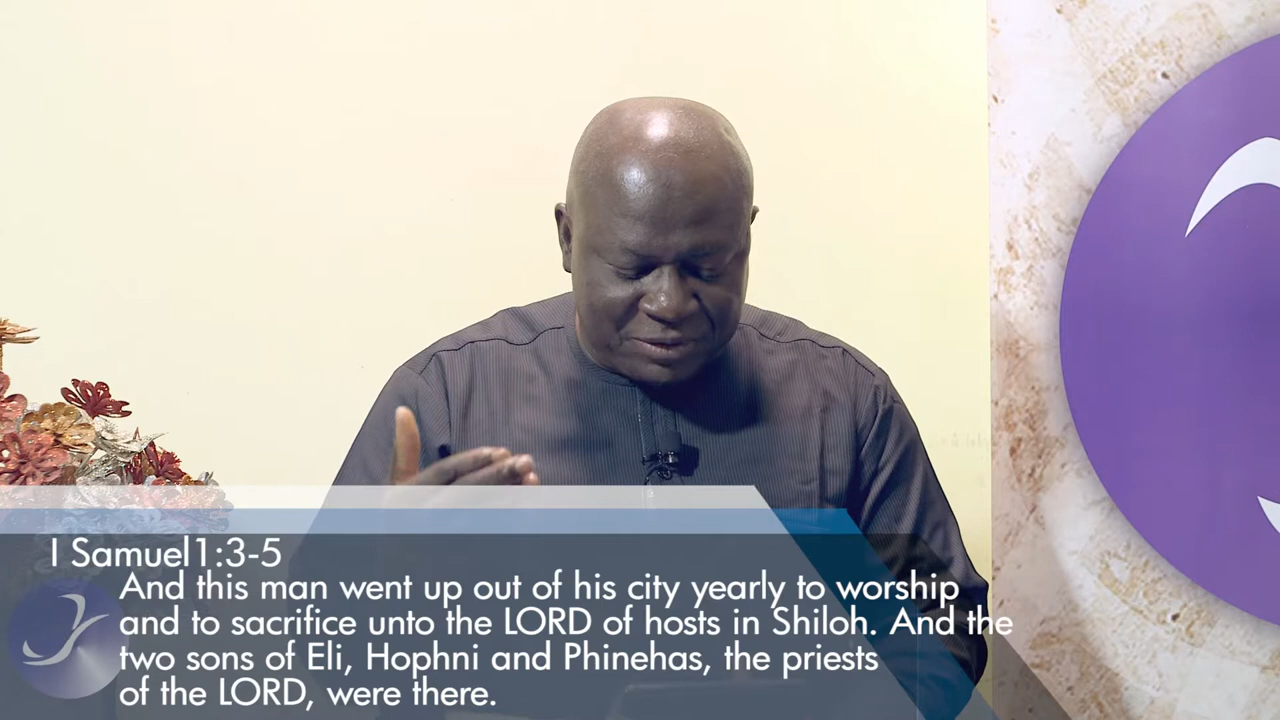 I Samuel1:3-5
And this man went up out of his city yearly to worship
and to sacrifice unto the LORD of hosts in Shiloh. And the
two sons of Eli, Hophni and Phinehas, the priests
of the LORD, were there.